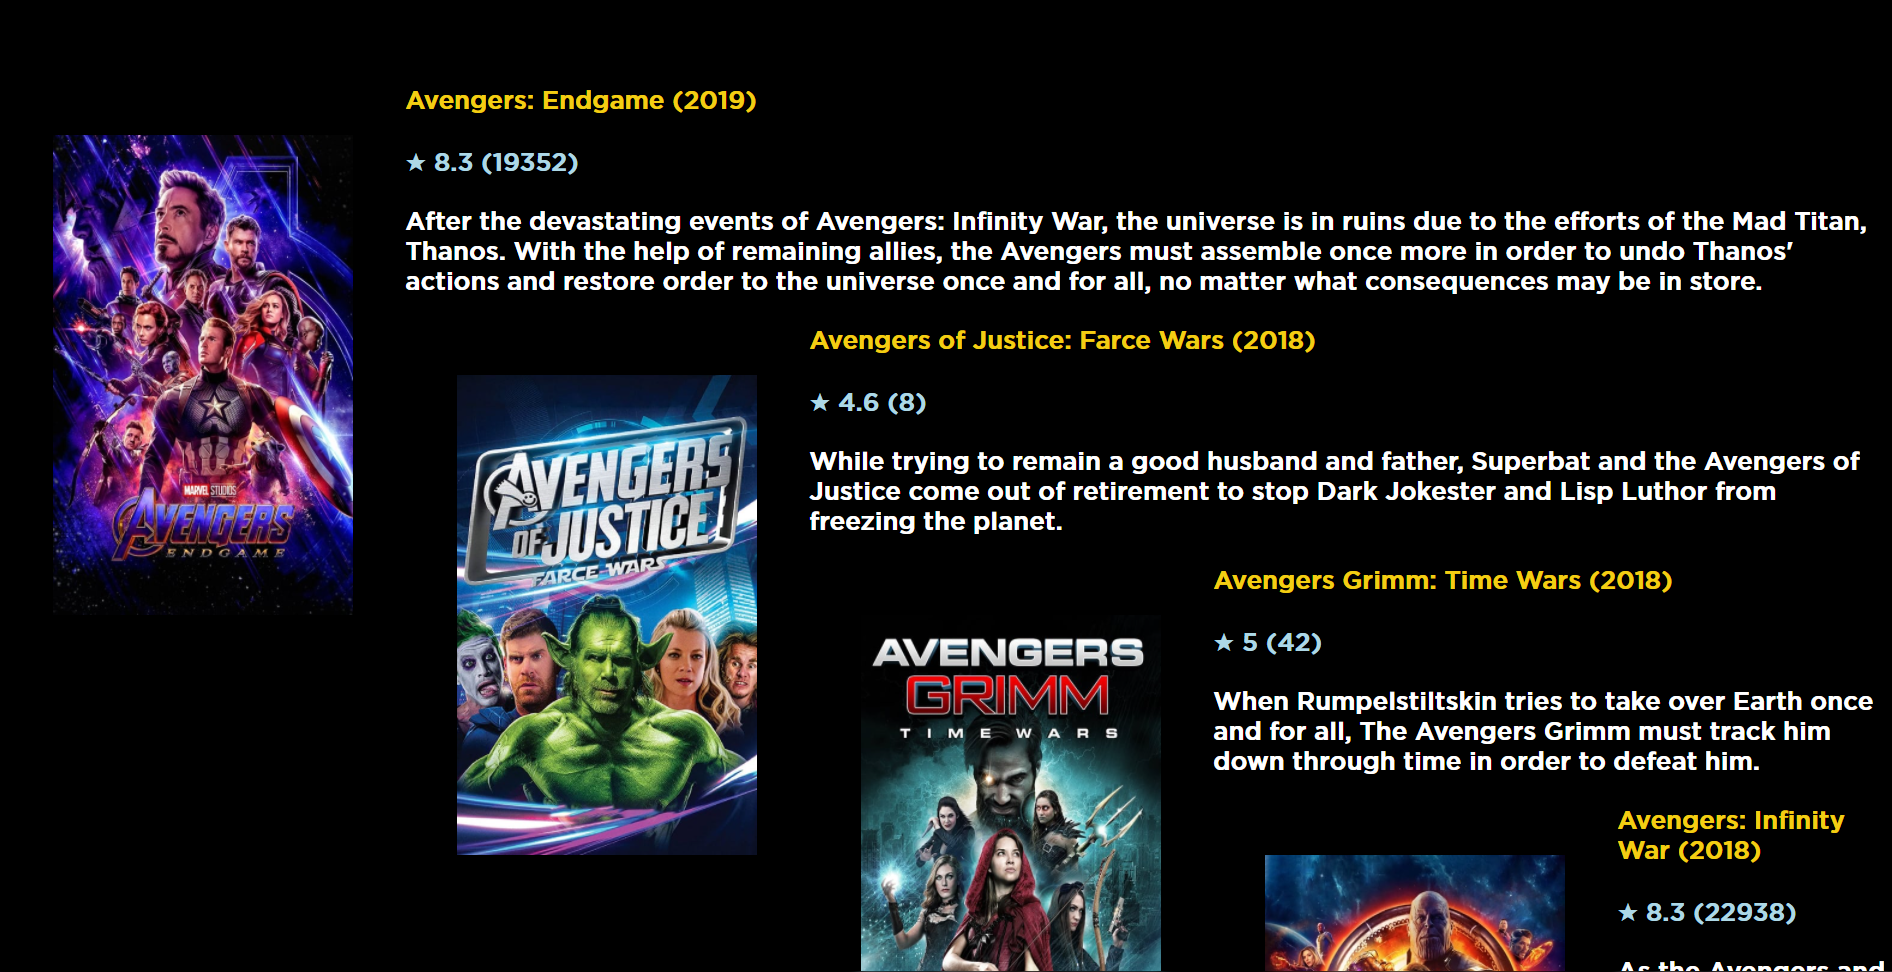 Avengers: Endgame (2019)
★ 8.3 (19352)
After the devastating events of Avengers: Infinity War, the universe is in ruins due to the efforts of the Mad Titan,
Thanos. With the help of remaining allies, the Avengers must assemble once more in order to undo Thanos'
actions and restore order to the universe once and for all, no matter what consequences may be in store.
MARVEL STUDIOS
AVENGERS
ENDGAME
Avengers of Justice: Farce Wars (2018)
★ 4.6 (8)
While trying to remain a good husband and father, Superbat and the Avengers of
Justice come out of retirement to stop Dark Jokester and Lisp Luthor from
freezing the planet.
AVENGERS
OF JUSTICE
FARCE WARS
Avengers Grimm: Time Wars (2018)
★ 5 (42)
When Rumpelstiltskin tries to take over Earth once
and for all, The Avengers Grimm must track him
down through time in order to defeat him.
AVENGERS
GRIMM
TIME WARS
Avengers: Infinity
War (2018)
★ 8.3 (22938)
As the Avengers and